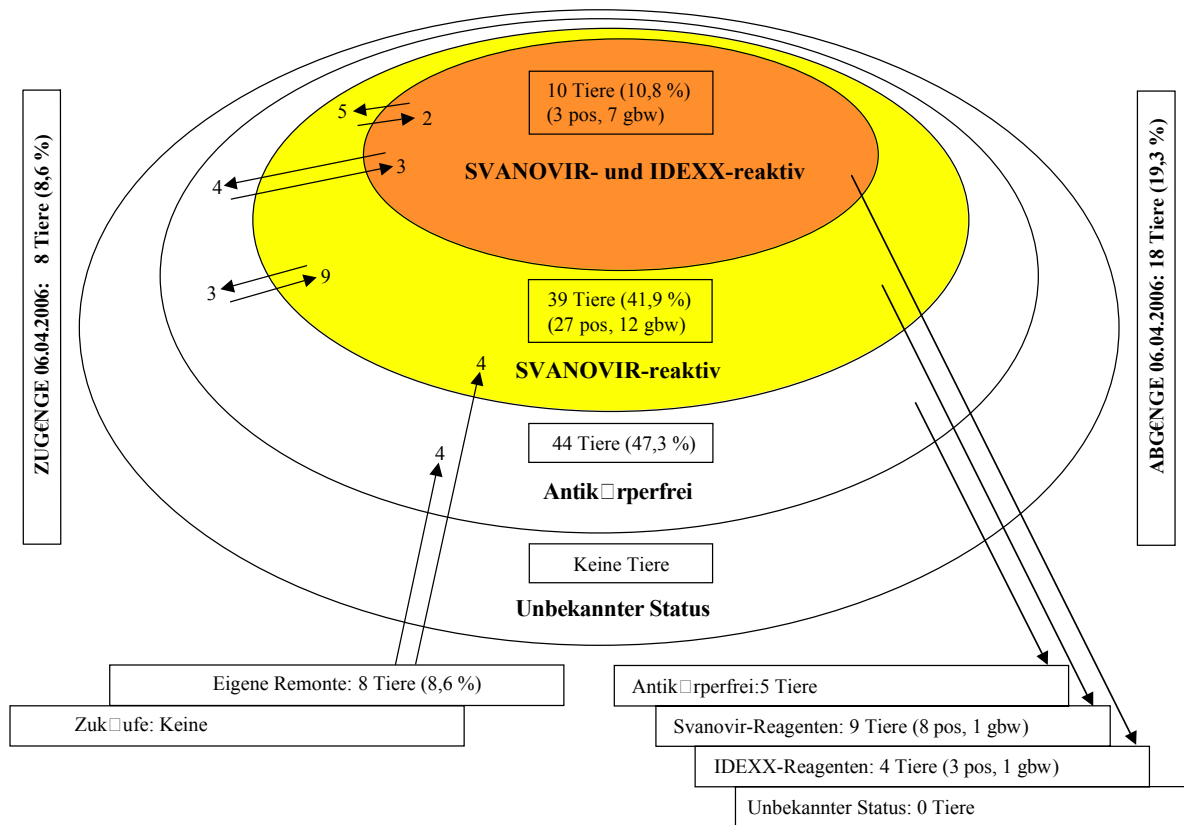 10 Tiere (10,8 %)
(3 pos, 7 gbw)
SVANOVIR- und IDEXX-reaktiv
5
2
4
3
3
9
39 Tiere (41,9 %)
(27 pos, 12 gbw)
SVANOVIR-reaktiv
4
4
44 Tiere (47,3 %)
Antik□rperfrei
Keine Tiere
Unbekannter Status
ZUG€NGE 06.04.2006: 8 Tiere (8,6 %)
ABG€NGE 06.04.2006: 18 Tiere (19,3 %)
Eigene Remonte: 8 Tiere (8,6 %)
Zuk□ufe: Keine
Antik□rperfrei:5 Tiere
Svanovir-Reagenten: 9 Tiere (8 pos, 1 gbw)
IDEXX-Reagenten: 4 Tiere (3 pos, 1 gbw)
Unbekannter Status: 0 Tiere